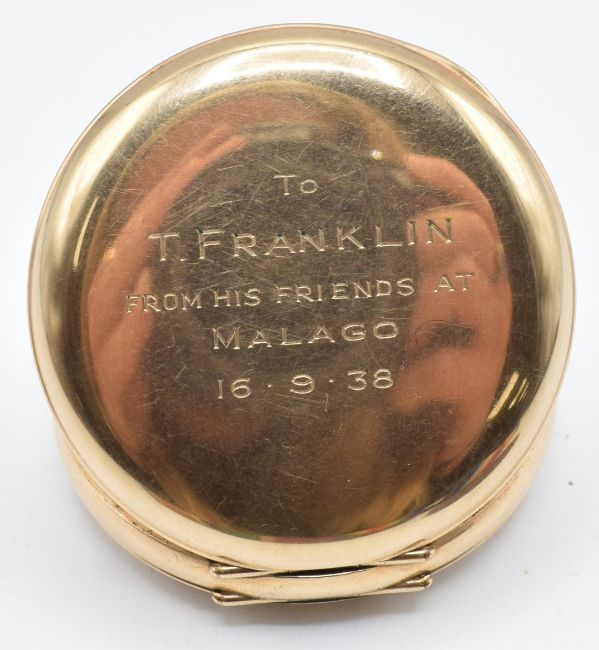 To
T. FRANKLIN
FROM HIS FRIENDS AT
MALAGO
16 · 9 · 38